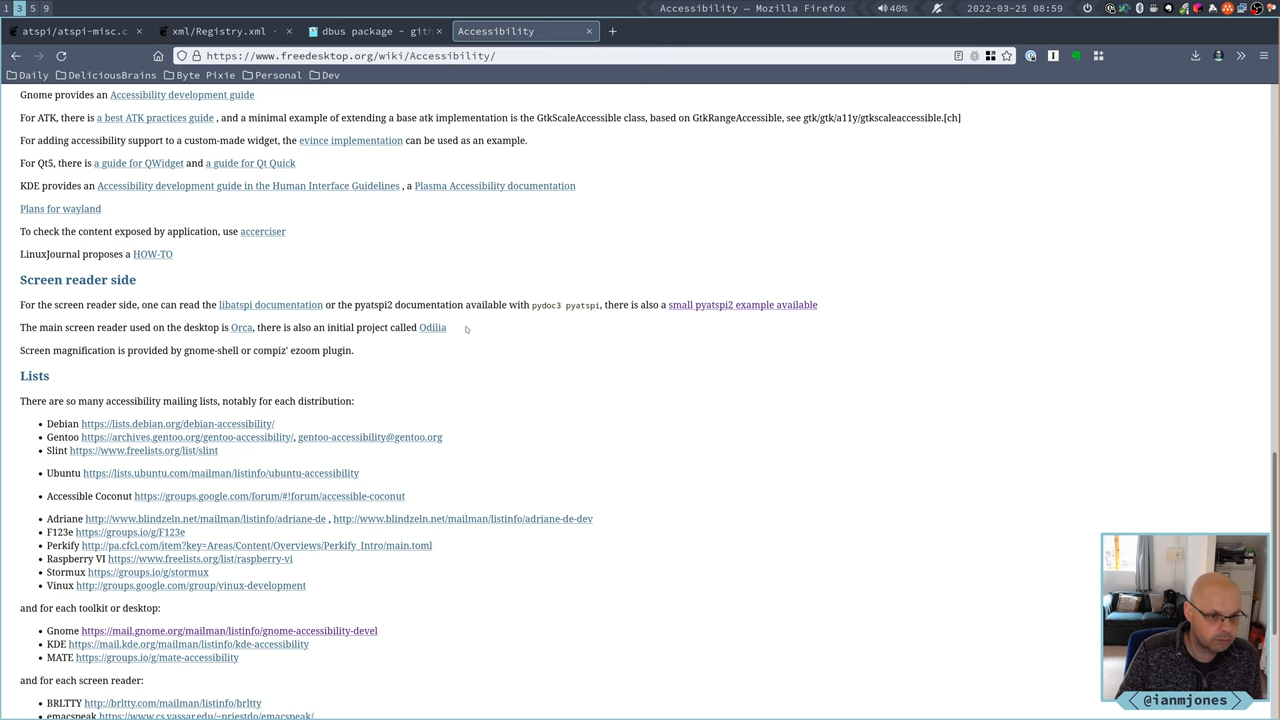 1 3 5 9 Accessibility — Mozilla Firefox 40% 2022-03-25 08:59
atspi/atspi-misc.c × xml/Registry.xml · × dbus package - gith × Accessibility × +
https://www.freedesktop.org/wiki/Accessibility/
Daily DeliciousBrains Byte Pixie Personal Dev
Gnome provides an Accessibility development guide
For ATK, there is a best ATK practices guide , and a minimal example of extending a base atk implementation is the GtkScaleAccessible class, based on GtkRangeAccessible, see gtk/gtk/a11y/gtkscaleaccessible.[ch]
For adding accessibility support to a custom-made widget, the evince implementation can be used as an example.
For Qt5, there is a guide for QWidget and a guide for Qt Quick
KDE provides an Accessibility development guide in the Human Interface Guidelines , a Plasma Accessibility documentation
Plans for wayland
To check the content exposed by application, use accerciser
LinuxJournal proposes a HOW-TO
Screen reader side
For the screen reader side, one can read the libatspi documentation or the pyatspi2 documentation available with pydoc3 pyatspi, there is also a small pyatspi2 example available
The main screen reader used on the desktop is Orca, there is also an initial project called Odilia
Screen magnification is provided by gnome-shell or compiz' ezoom plugin.
Lists
There are so many accessibility mailing lists, notably for each distribution:
• Debian https://lists.debian.org/debian-accessibility/
• Gentoo https://archives.gentoo.org/gentoo-accessibility/, gentoo-accessibility@gentoo.org
• Slint https://www.freelists.org/list/slint
• Ubuntu https://lists.ubuntu.com/mailman/listinfo/ubuntu-accessibility
• Accessible Coconut https://groups.google.com/forum/#!forum/accessible-coconut
• Adriane http://www.blindzeln.net/mailman/listinfo/adriane-de , http://www.blindzeln.net/mailman/listinfo/adriane-de-dev
• F123e https://groups.io/g/F123e
• Perkify http://pa.cfcl.com/item?key=Areas/Content/Overviews/Perkify_Intro/main.toml
• Raspberry VI https://www.freelists.org/list/raspberry-vi
• Stormux https://groups.io/g/stormux
• Vinux http://groups.google.com/group/vinux-development
and for each toolkit or desktop:
• Gnome https://mail.gnome.org/mailman/listinfo/gnome-accessibility-devel
• KDE https://mail.kde.org/mailman/listinfo/kde-accessibility
• MATE https://groups.io/g/mate-accessibility
and for each screen reader:
• BRLTTY http://brltty.com/mailman/listinfo/brltty
• emacspeak https://www.cs.vassar.edu/~priestdo/emacspeak/
@ianmjones